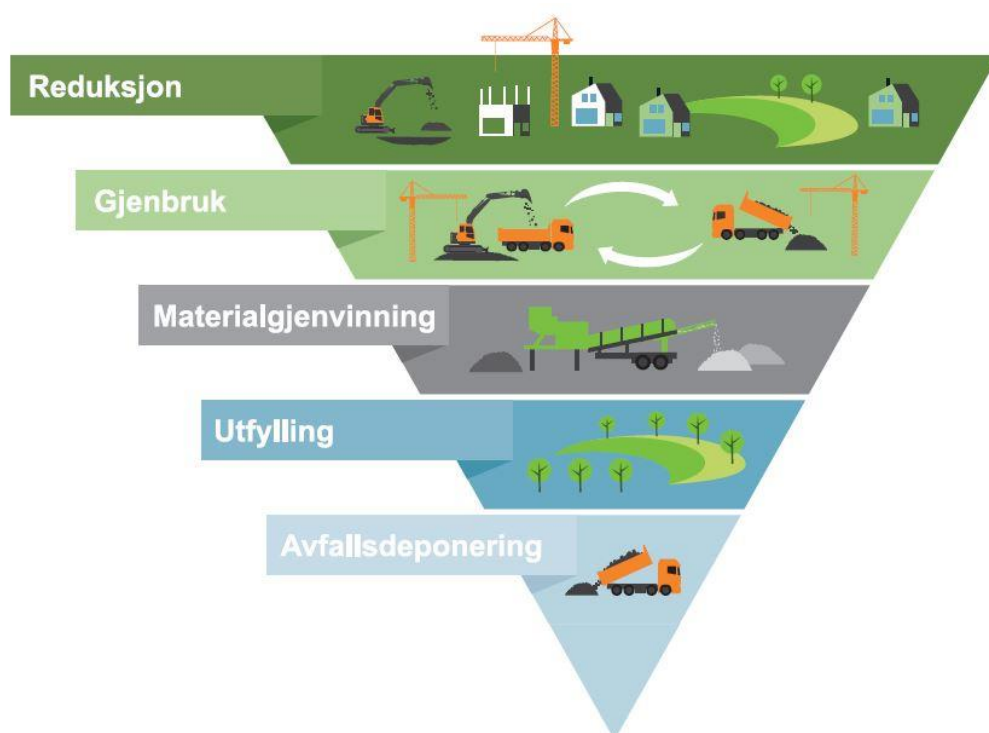 Reduksjon
Gjenbruk
Materialgjenvinning
Utfylling
Avfallsdeponering